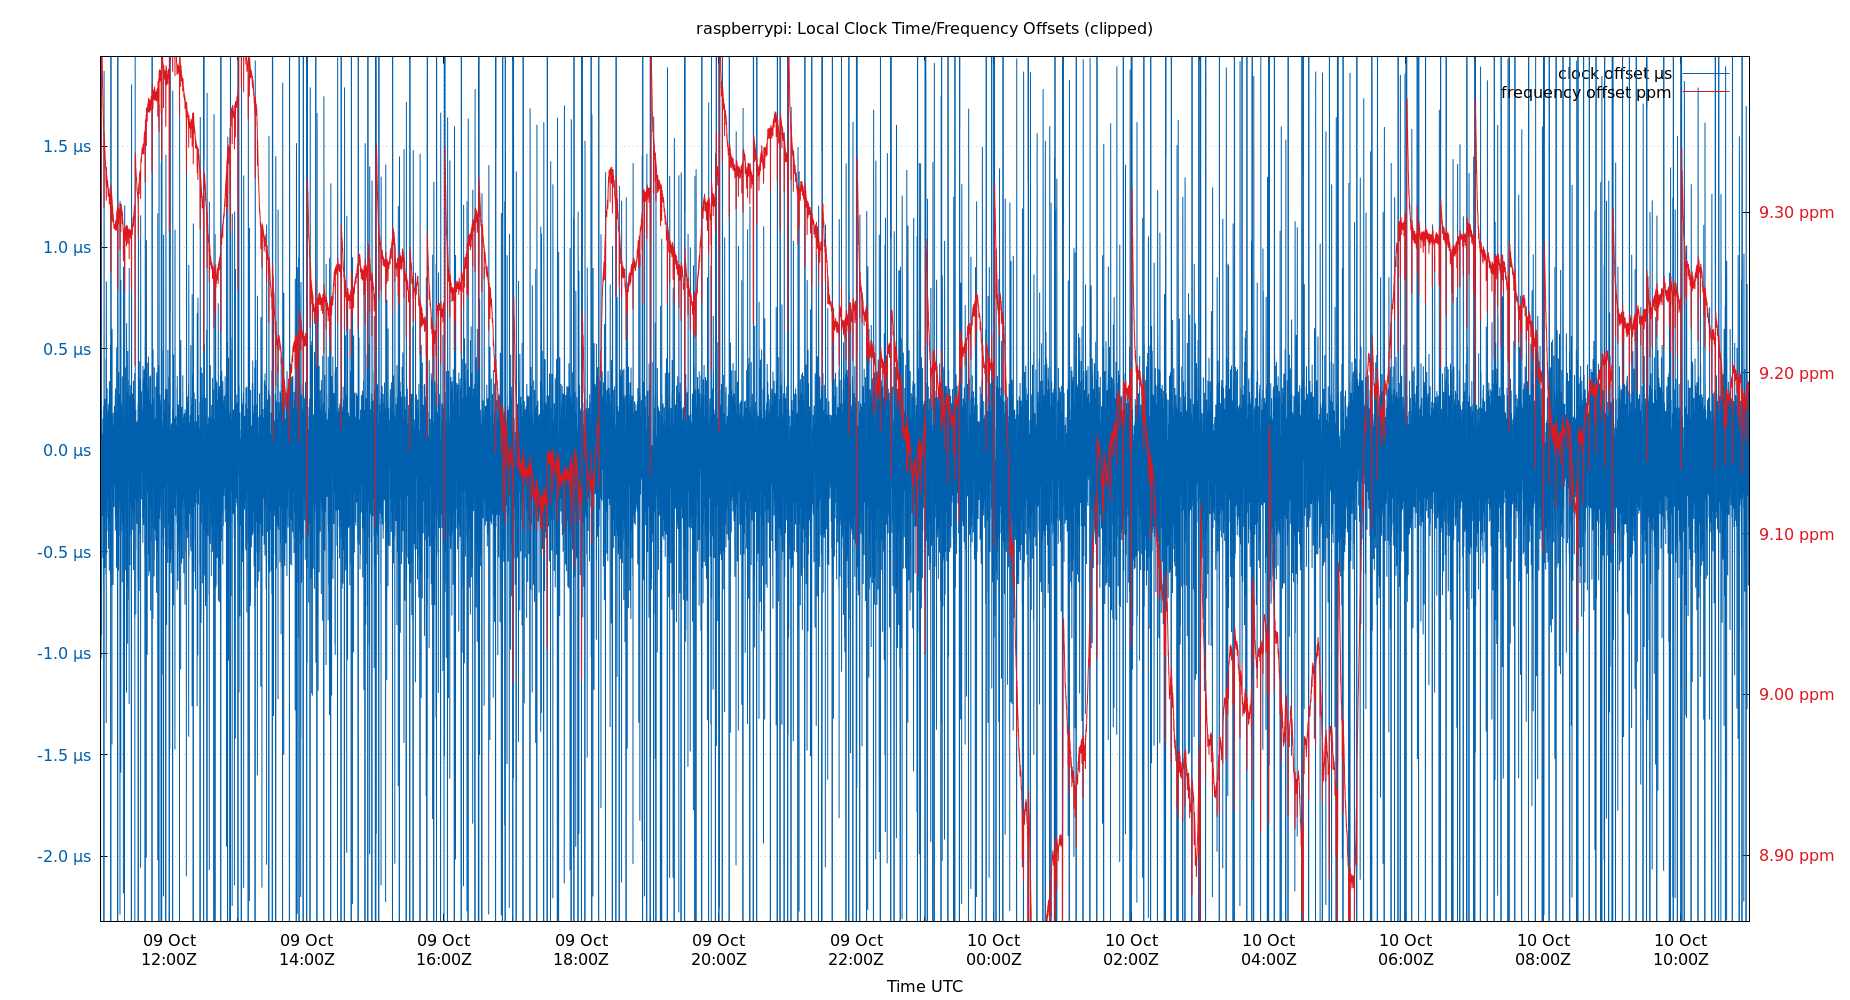 raspberrypi: Local Clock Time/Frequency Offsets (clipped)
clock offset µs
frequency offset ppm
1.5 µs
1.0 µs
0.5 µs
0.0 µs
-0.5 µs
-1.0 µs
-1.5 µs
-2.0 µs
9.30 ppm
9.20 ppm
9.10 ppm
9.00 ppm
8.90 ppm
09 Oct 09 Oct 09 Oct 09 Oct 09 Oct 09 Oct 10 Oct 10 Oct 10 Oct 10 Oct 10 Oct 10 Oct
12:00Z 14:00Z 16:00Z 18:00Z 20:00Z 22:00Z 00:00Z 02:00Z 04:00Z 06:00Z 08:00Z 10:00Z
Time UTC